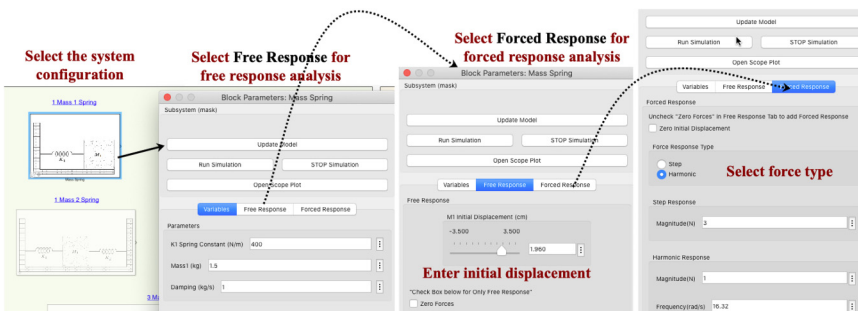 Select the system
configuration
1 Mass 1 Spring
K1
M1
Mass Spring
1 Mass 2 Spring
3 M
Select Free Response for
free response analysis
Block Parameters: Mass Spring
Subsystem (mask)
Update Model
Run Simulation
STOP Simulation
Open Scope Plot
Variables
Free Response
Forced Response
Parameters
K1 Spring Constant (N/m) 400
Mass1 (kg) 1.5
Damping (kg/s) 1
Select Forced Response for
forced response analysis
Block Parameters: Mass Spring
Subsystem (mask)
Update Model
Run Simulation
STOP Simulation
Open Scope Plot
Variables
Free Response
Forced Response
Free Response
M1 Initial Displacement (cm)
-3.500 3.500
1.960
Enter initial displacement
"Check Box below for Only Free Response"
Zero Forces
Update Model
Run Simulation
STOP Simulation
Open Scope Plot
Variables
Free Response
Forced Response
Forced Response
Uncheck "Zero Forces" in Free Response Tab to add Forced Response
Zero Initial Displacement
Force Response Type
Step
Harmonic
Select force type
Step Response
Magnitude(N) 3
Harmonic Response
Magnitude(N) 1
Frequency(rad/s) 16.32